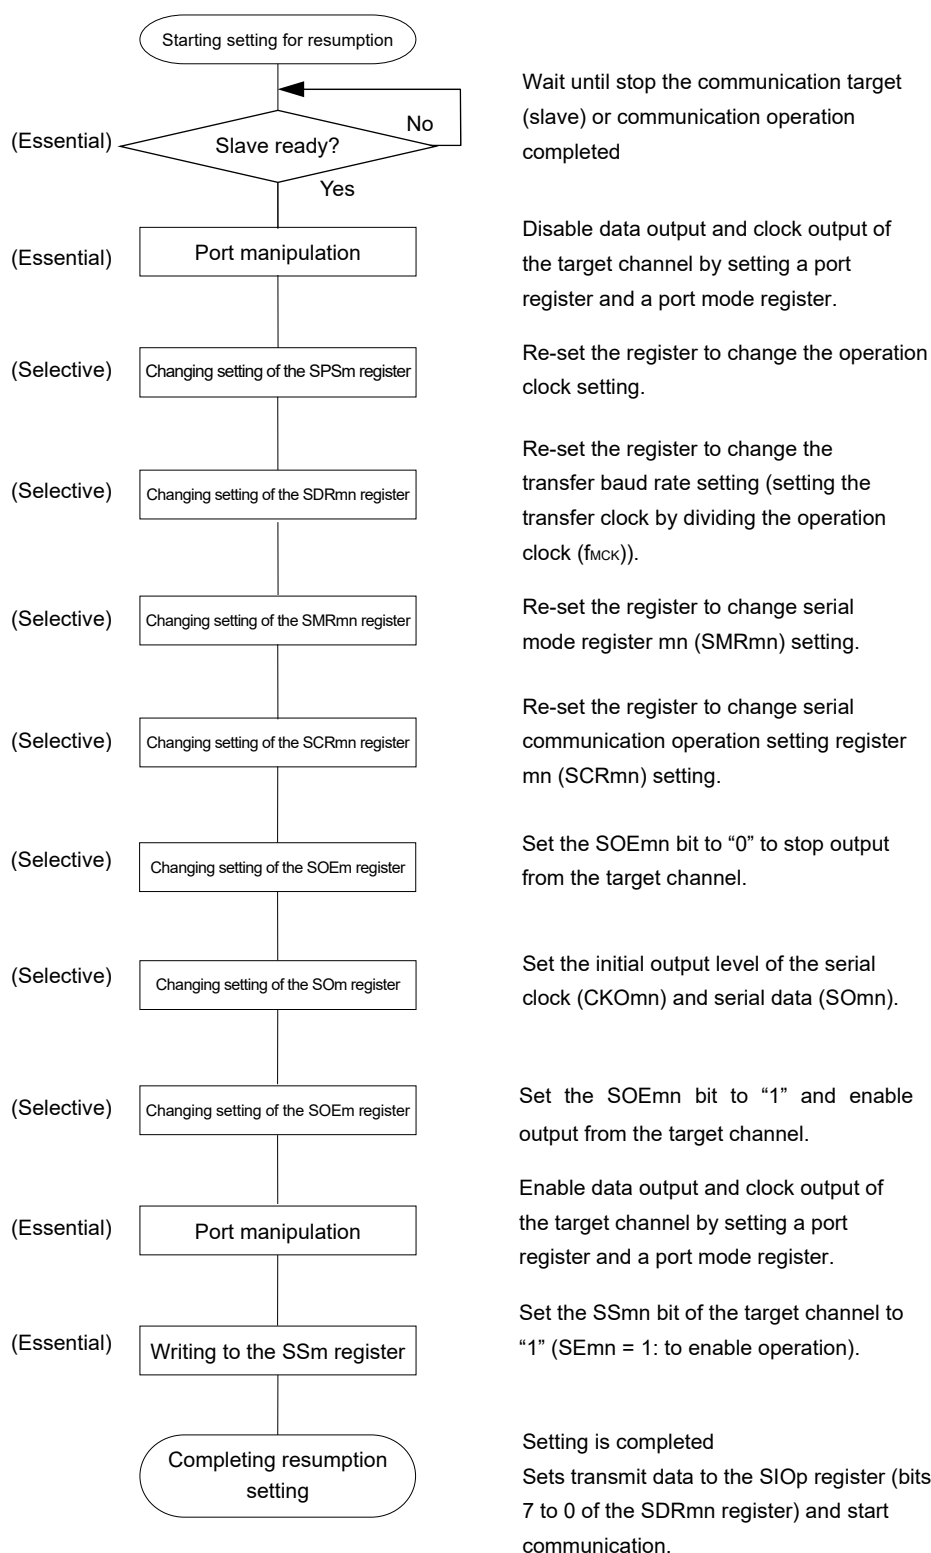 Starting setting for resumption
Wait until stop the communication target
(slave) or communication operation
completed
(Essential)
Slave ready?
No
Yes
(Essential)
Port manipulation
Disable data output and clock output of
the target channel by setting a port
register and a port mode register.
(Selective)
Changing setting of the SPSm register
Re-set the register to change the operation
clock setting.
(Selective)
Changing setting of the SDRmn register
Re-set the register to change the
transfer baud rate setting (setting the
transfer clock by dividing the operation
clock (fMCK)).
(Selective)
Changing setting of the SMRmn register
Re-set the register to change serial
mode register mn (SMRmn) setting.
(Selective)
Changing setting of the SCRmn register
Re-set the register to change serial
communication operation setting register
mn (SCRmn) setting.
(Selective)
Changing setting of the SOEm register
Set the SOEmn bit to “0” to stop output
from the target channel.
(Selective)
Changing setting of the SOm register
Set the initial output level of the serial
clock (CKOmn) and serial data (SOmn).
(Selective)
Changing setting of the SOEm register
Set the SOEmn bit to “1” and enable
output from the target channel.
(Essential)
Port manipulation
Enable data output and clock output of
the target channel by setting a port
register and a port mode register.
(Essential)
Writing to the SSm register
Set the SSmn bit of the target channel to
“1” (SEmn = 1: to enable operation).
Completing resumption
setting
Setting is completed
Sets transmit data to the SIOp register (bits
7 to 0 of the SDRmn register) and start
communication.